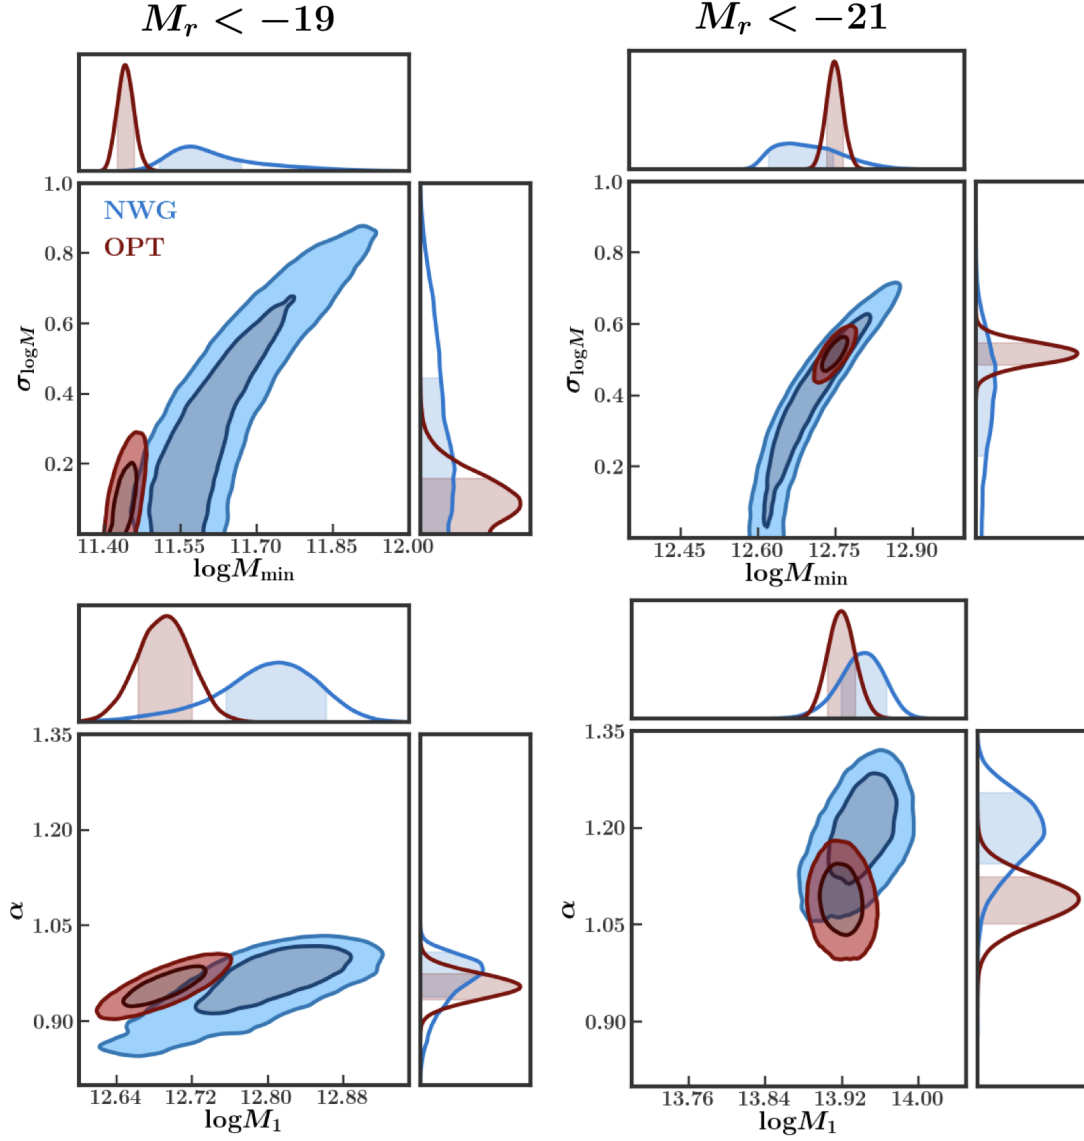 M_r < −19
M_r < −21
NWG
OPT
1.0
0.8
0.6
0.4
0.2
σ_logM
11.40 11.55 11.70 11.85 12.00
logM_min
1.0
0.8
0.6
0.4
0.2
σ_logM
12.45 12.60 12.75 12.90
logM_min
1.35
1.20
1.05
0.90
α
12.64 12.72 12.80 12.88
logM_1
1.35
1.20
1.05
0.90
α
13.76 13.84 13.92 14.00
logM_1